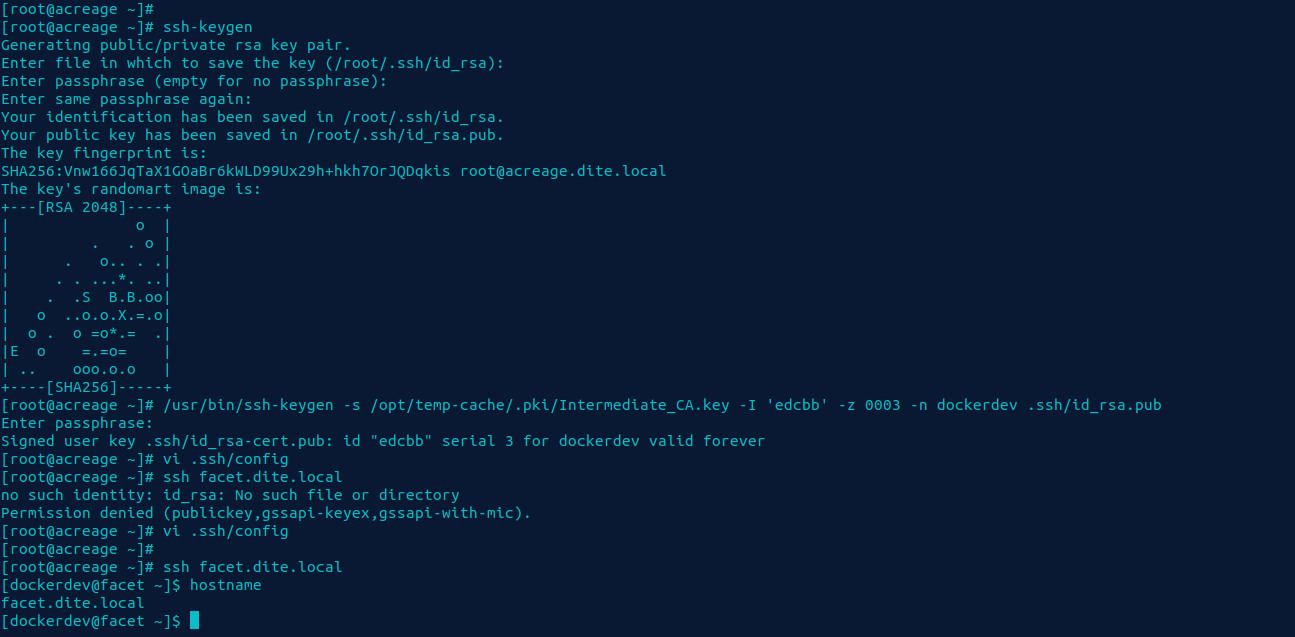 [root@acreage ~]#
[root@acreage ~]# ssh-keygen
Generating public/private rsa key pair.
Enter file in which to save the key (/root/.ssh/id_rsa):
Enter passphrase (empty for no passphrase):
Enter same passphrase again:
Your identification has been saved in /root/.ssh/id_rsa.
Your public key has been saved in /root/.ssh/id_rsa.pub.
The key fingerprint is:
SHA256:Vnw166JqTaX1GOaBr6kWLD99Ux29h+hkh7OrJQDqkis root@acreage.dite.local
The key's randomart image is:
+---[RSA 2048]----+
|              o  |
|         .   . o |
|      .   o.. . .|
|     . . ...*. ..|
|    .  .S  B.B.oo|
|   o  ..o.o.X.=.o|
|  o .  o =o*.=  .|
|E  o    =.=o=    |
| ..    ooo.o.o   |
+----[SHA256]-----+
[root@acreage ~]# /usr/bin/ssh-keygen -s /opt/temp-cache/.pki/Intermediate_CA.key -I 'edcbb' -z 0003 -n dockerdev .ssh/id_rsa.pub
Enter passphrase:
Signed user key .ssh/id_rsa-cert.pub: id "edcbb" serial 3 for dockerdev valid forever
[root@acreage ~]# vi .ssh/config
[root@acreage ~]# ssh facet.dite.local
no such identity: id_rsa: No such file or directory
Permission denied (publickey,gssapi-keyex,gssapi-with-mic).
[root@acreage ~]# vi .ssh/config
[root@acreage ~]#
[root@acreage ~]# ssh facet.dite.local
[dockerdev@facet ~]$ hostname
facet.dite.local
[dockerdev@facet ~]$